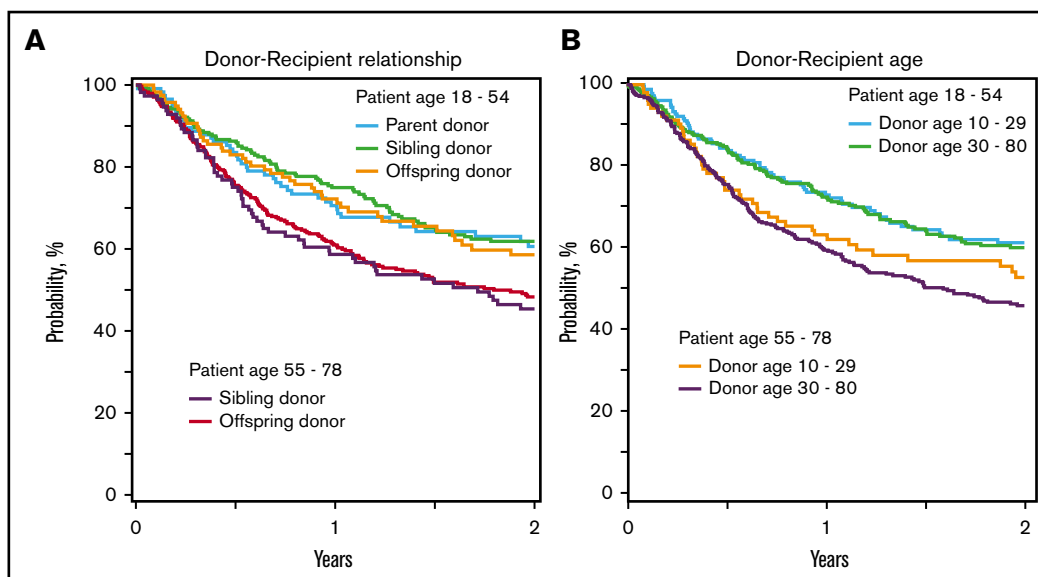 A
Donor-Recipient relationship
Probability, %
100
80
60
40
20
0
Patient age 18 - 54
Parent donor
Sibling donor
Offspring donor
Patient age 55 - 78
Sibling donor
Offspring donor
0 1 2
Years
B
Donor-Recipient age
Probability, %
100
80
60
40
20
0
Patient age 18 - 54
Donor age 10 - 29
Donor age 30 - 80
Patient age 55 - 78
Donor age 10 - 29
Donor age 30 - 80
0 1 2
Years